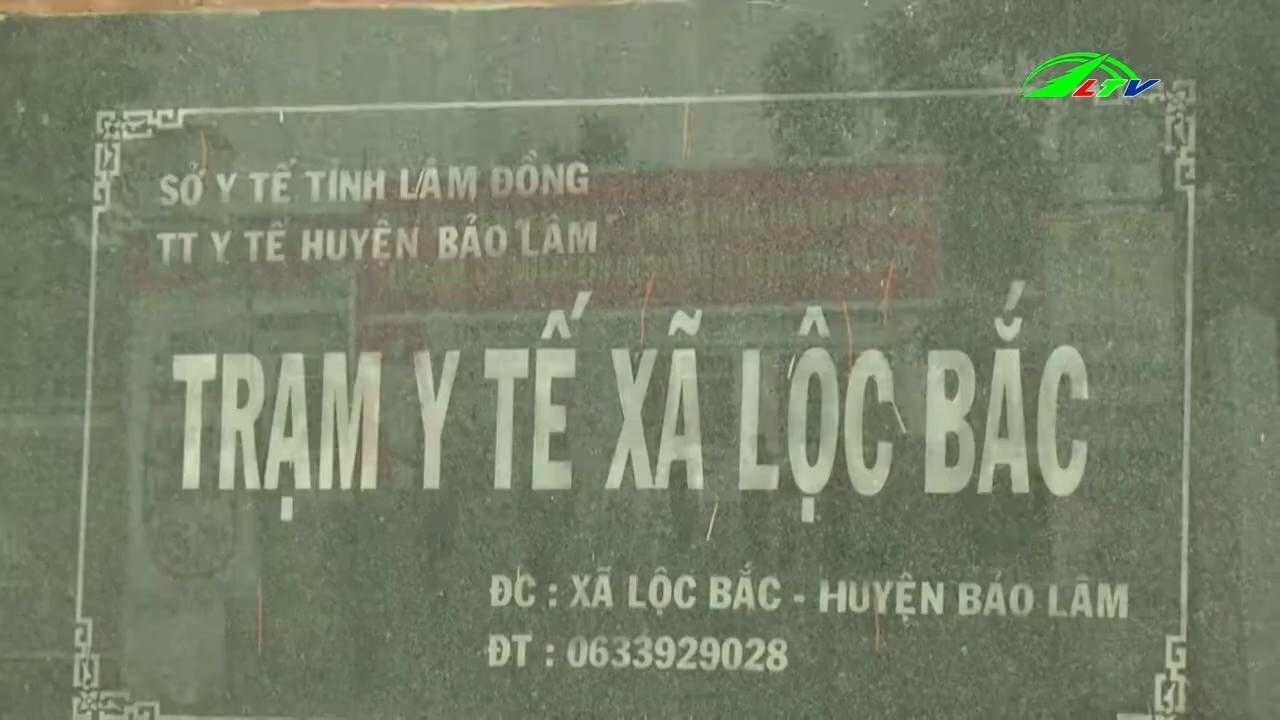 LTV
SỞ Y TẾ TỈNH LÂM ĐỒNG
TT Y TẾ HUYỆN BẢO LÂM
TRẠM Y TẾ XÃ LỘC BẮC
ĐC : XÃ LỘC BẮC - HUYỆN BẢO LÂM
ĐT : 0633929028